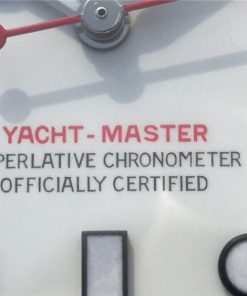 YACHT-MASTER
PERLATIVE CHRONOMETER
OFFICIALLY CERTIFIED